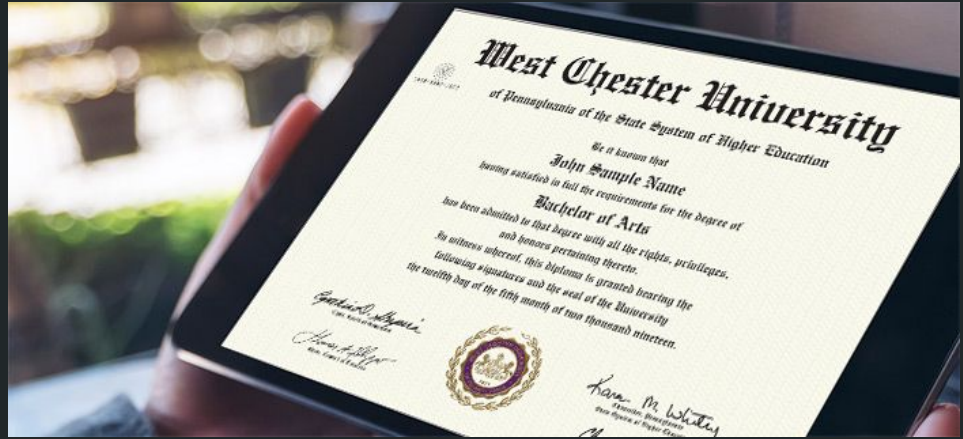 West Chester University
of Pennsylvania of the State System of Higher Education
Be it known that
John Sample Name
having satisfied in full the requirements for the degree of
Bachelor of Arts
has been admitted to that degree with all the rights, privileges,
and honors pertaining thereto.
In witness whereof, this diploma is granted bearing the
following signatures and the seal of the University
the twelfth day of the fifth month of two thousand nineteen.
Karen M. Whitney
1871